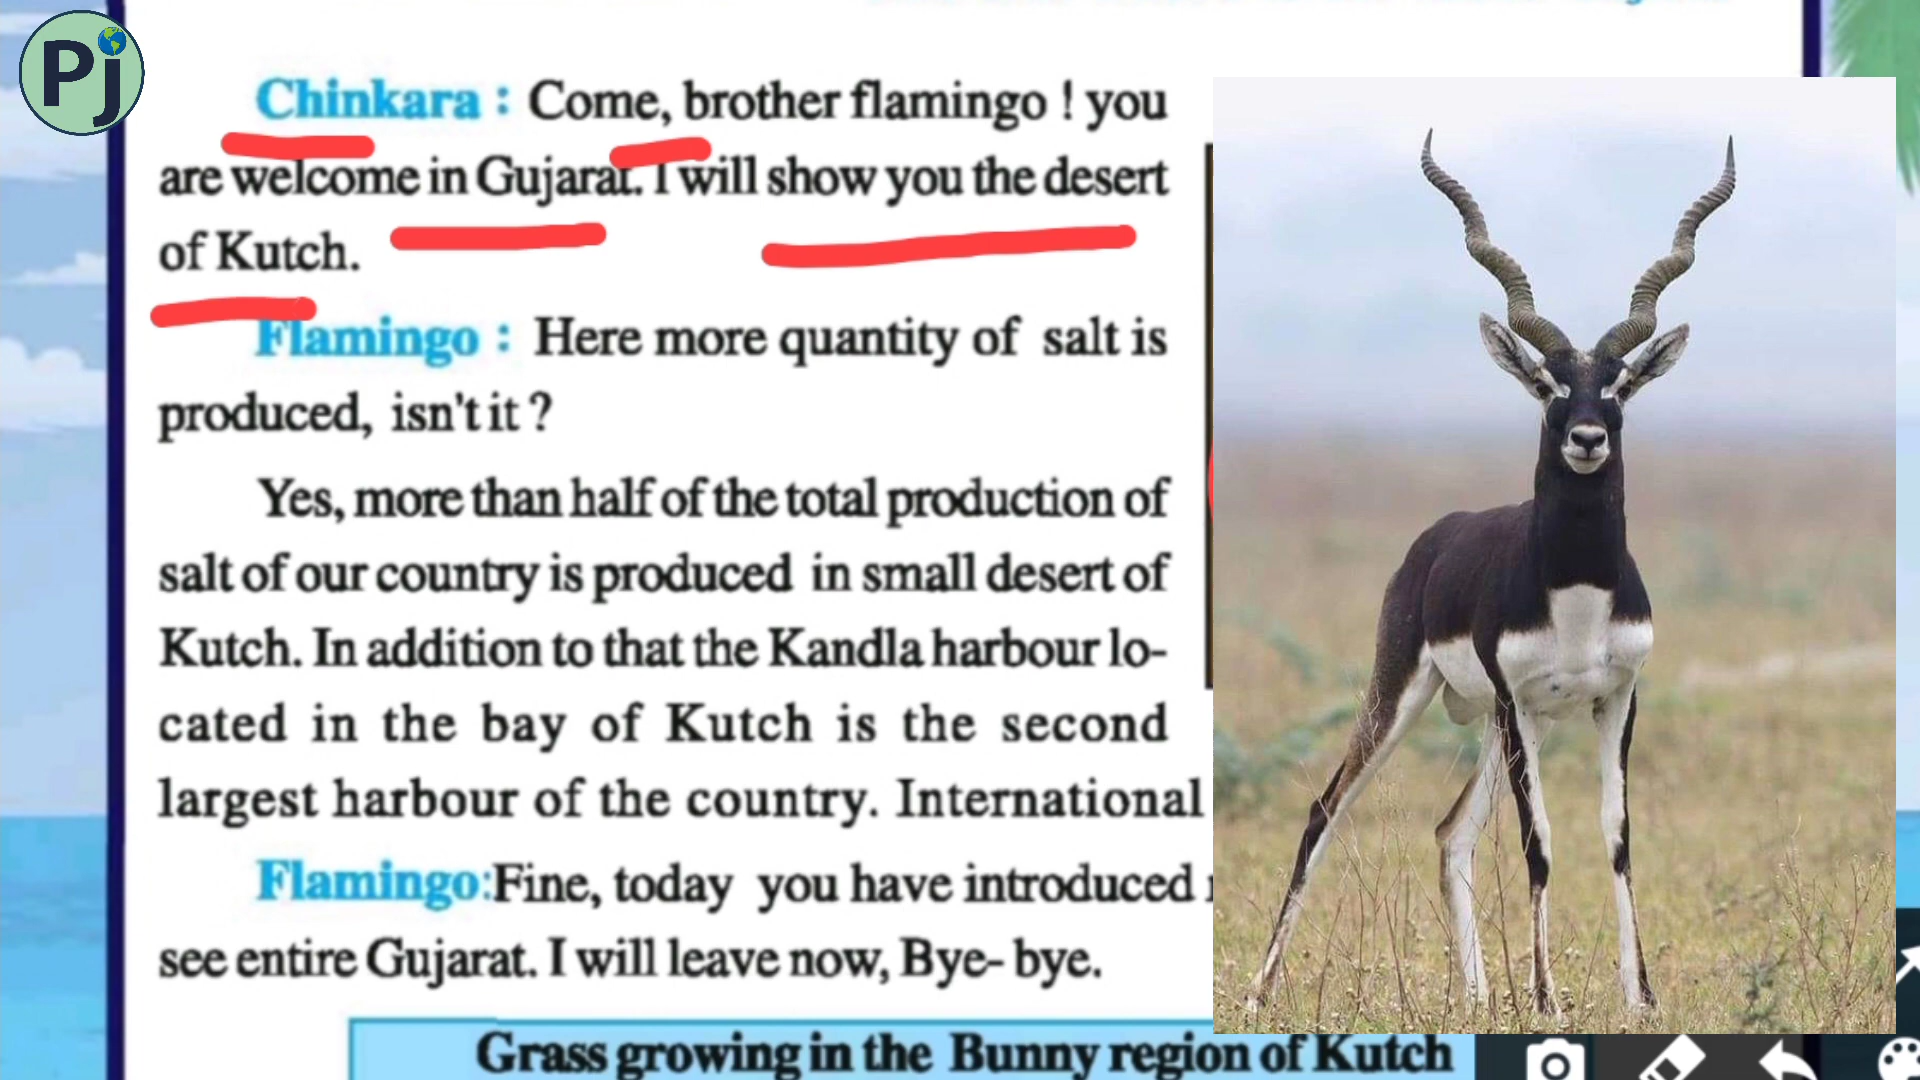 Pj
Chinkara : Come, brother flamingo ! you
are welcome in Gujarat. I will show you the desert
of Kutch.
Flamingo : Here more quantity of salt is
produced, isn't it ?
Yes, more than half of the total production of
salt of our country is produced in small desert of
Kutch. In addition to that the Kandla harbour lo-
cated in the bay of Kutch is the second
largest harbour of the country. International
Flamingo:Fine, today you have introduced
see entire Gujarat. I will leave now, Bye- bye.
Grass growing in the Bunny region of Kutch